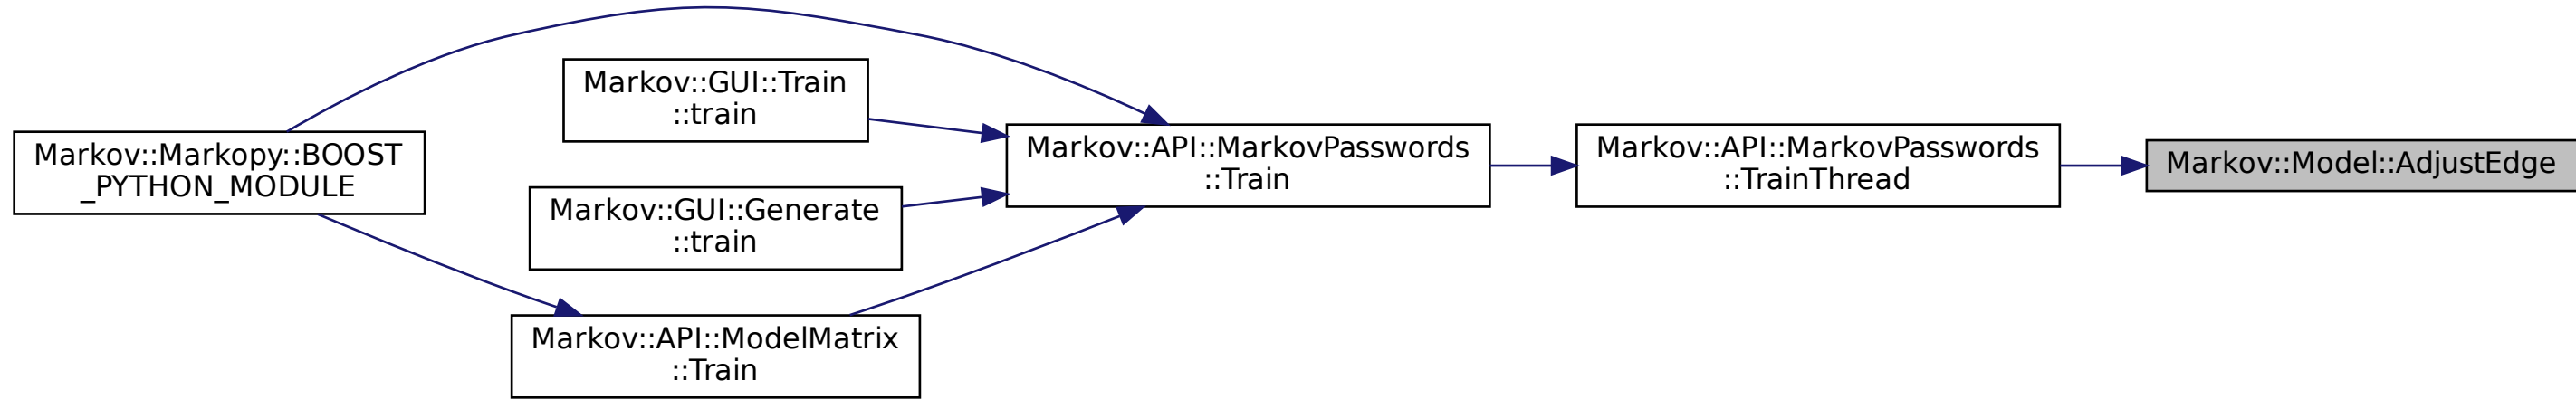 Markov::Markopy::BOOST
_PYTHON_MODULE
Markov::GUI::Train
::train
Markov::GUI::Generate
::train
Markov::API::ModelMatrix
::Train
Markov::API::MarkovPasswords
::Train
Markov::API::MarkovPasswords
::TrainThread
Markov::Model::AdjustEdge